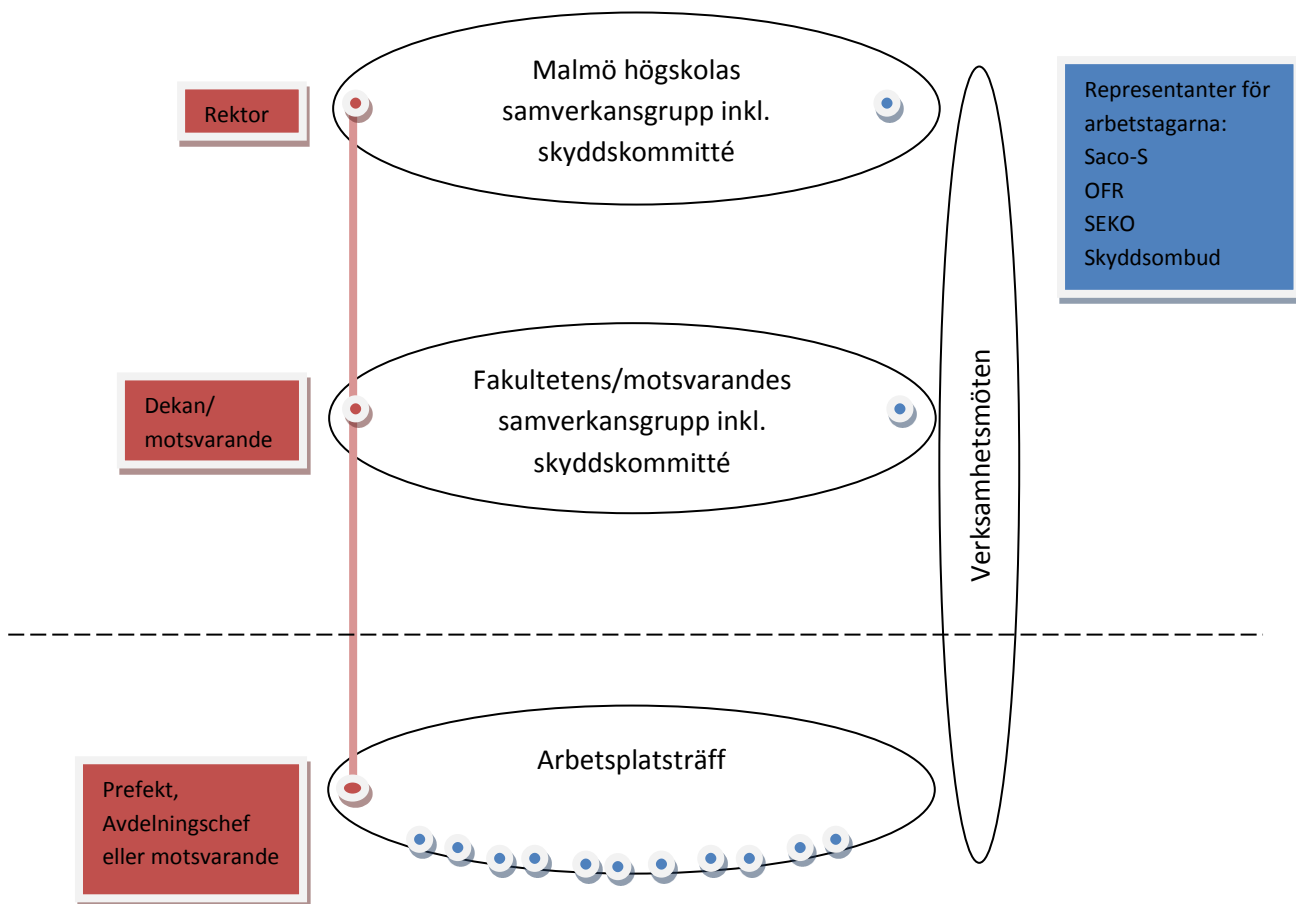 Rektor
Malmö högskolas
samverkansgrupp inkl.
skyddskommitté
Representanter för
arbetstagarna:
Saco-S
OFR
SEKO
Skyddsombud
Dekan/
motsvarande
Fakultetens/motsvarandes
samverkansgrupp inkl.
skyddskommitté
Verksamhetsmöten
Prefekt,
Avdelningschef
eller motsvarande
Arbetsplatsträff